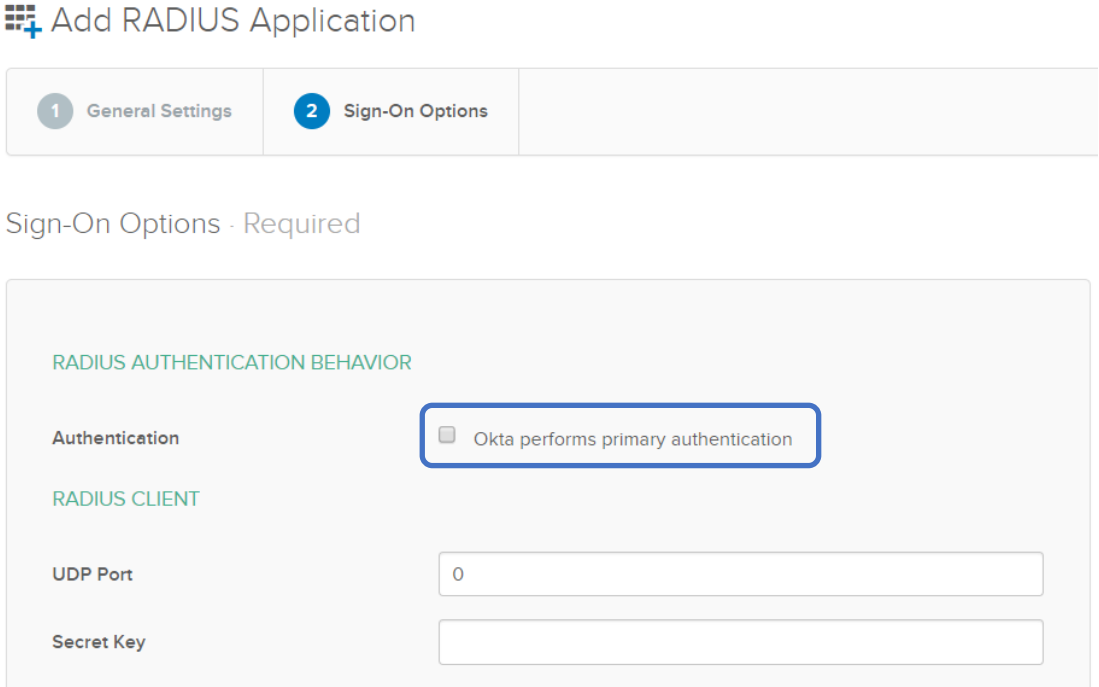 Add RADIUS Application
1 General Settings 2 Sign-On Options
Sign-On Options - Required
RADIUS AUTHENTICATION BEHAVIOR
Authentication Okta performs primary authentication
RADIUS CLIENT
UDP Port 0
Secret Key